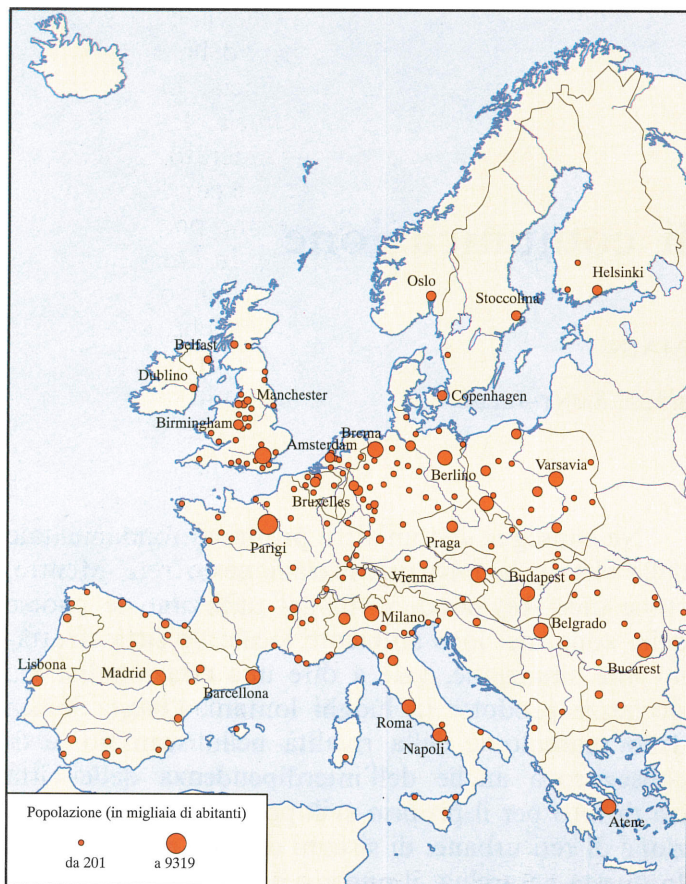 Helsinki
Oslo
Stoccolma
Belfast
Dublino
Manchester
Copenhagen
Birmingham
Brema
Amsterdam
Berlino
Varsavia
Bruxelles
Parigi
Praga
Vienna
Budapest
Milano
Belgrado
Lisbona
Madrid
Barcellona
Bucarest
Roma
Napoli
Atene
Popolazione (in migliaia di abitanti)
da 201
a 9319